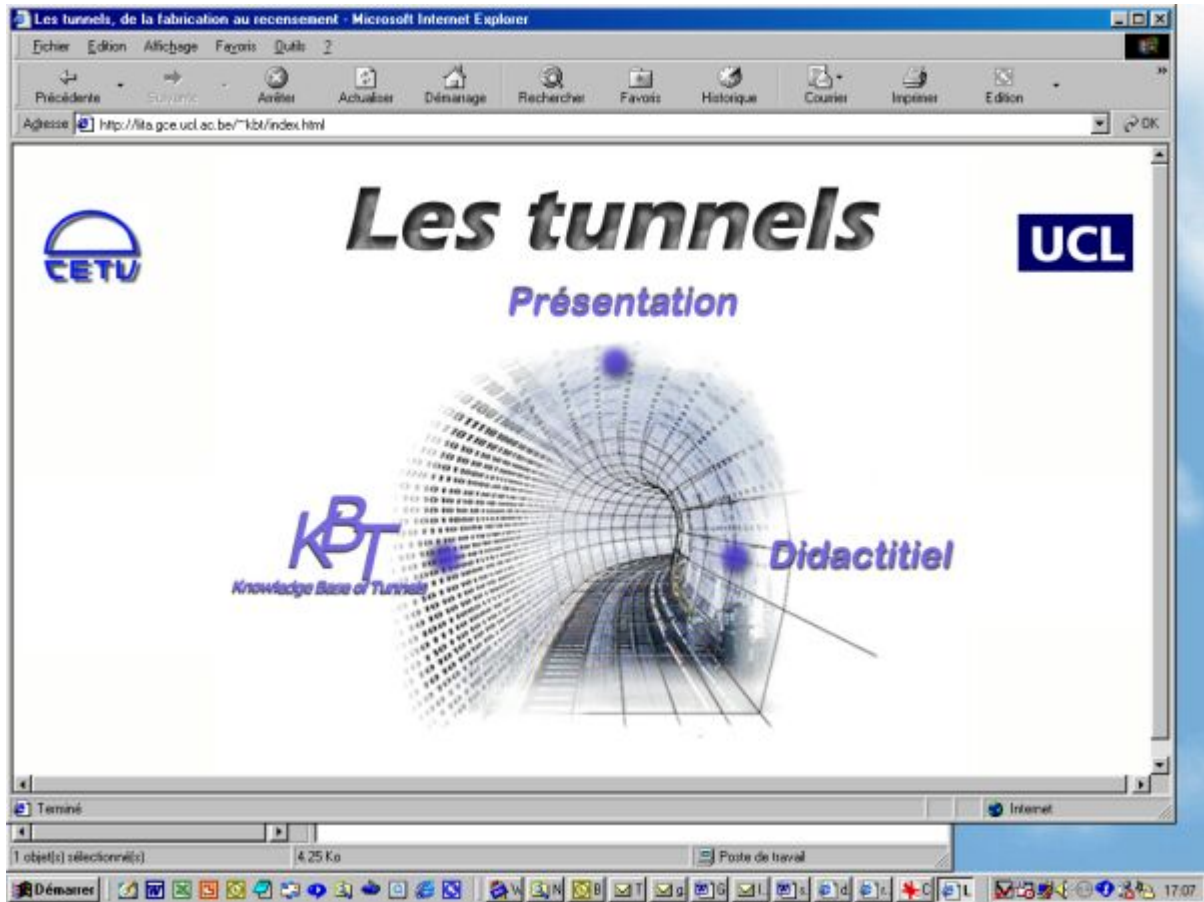 Les tunnels, de la fabrication au recensement - Microsoft Internet Explorer
Fichier Edition Affichage Favoris Outils ?
Précédente Suivante Arrêter Actualiser Démarrage Rechercher Favoris Historique Courrier Imprimer Edition
Adresse http://lita.gce.ucl.ac.be/~kbt/index.html OK
Les tunnels
CETU
UCL
Présentation
KBT
Knowledge Base of Tunnels
Didactitiel
Terminé Internet
1 objet(s) sélectionné(s) 4,25 Ko Poste de travail
Démarrer 17:07